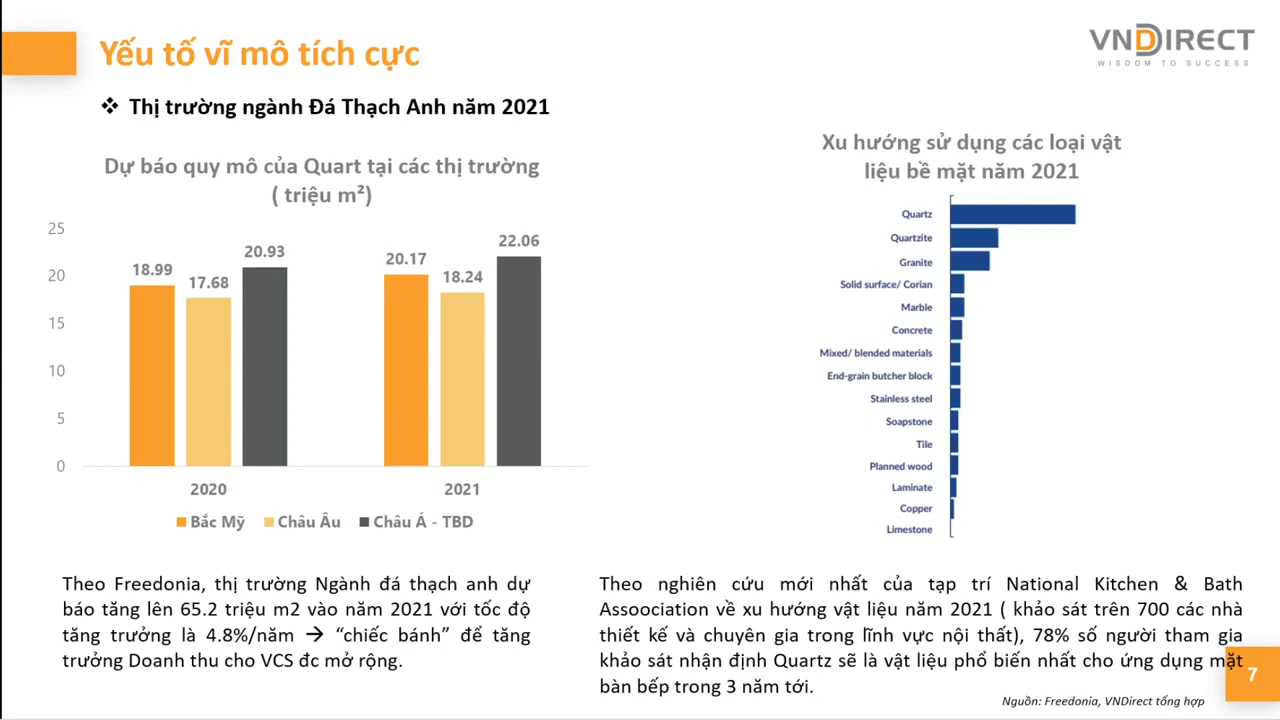 Yếu tố vĩ mô tích cực
VNDIRECT
WISDOM TO SUCCESS
❖ Thị trường ngành Đá Thạch Anh năm 2021
Dự báo quy mô của Quart tại các thị trường
( triệu m²)
25
20
15
10
5
0
18.99
17.68
20.93
20.17
18.24
22.06
2020
2021
Bắc Mỹ
Châu Âu
Châu Á - TBD
Xu hướng sử dụng các loại vật
liệu bề mặt năm 2021
Quartz
Quartzite
Granite
Solid surface/ Corian
Marble
Concrete
Mixed/ blended materials
End-grain butcher block
Stainless steel
Soapstone
Tile
Planned wood
Laminate
Copper
Limestone
Theo Freedonia, thị trường Ngành đá thạch anh dự
báo tăng lên 65.2 triệu m2 vào năm 2021 với tốc độ
tăng trưởng là 4.8%/năm → “chiếc bánh” để tăng
trưởng Doanh thu cho VCS đc mở rộng.
Theo nghiên cứu mới nhất của tạp trí National Kitchen & Bath
Assoociation về xu hướng vật liệu năm 2021 ( khảo sát trên 700 các nhà
thiết kế và chuyên gia trong lĩnh vực nội thất), 78% số người tham gia
khảo sát nhận định Quartz sẽ là vật liệu phổ biến nhất cho ứng dụng mặt
bàn bếp trong 3 năm tới.
7
Nguồn: Freedonia, VNDirect tổng hợp